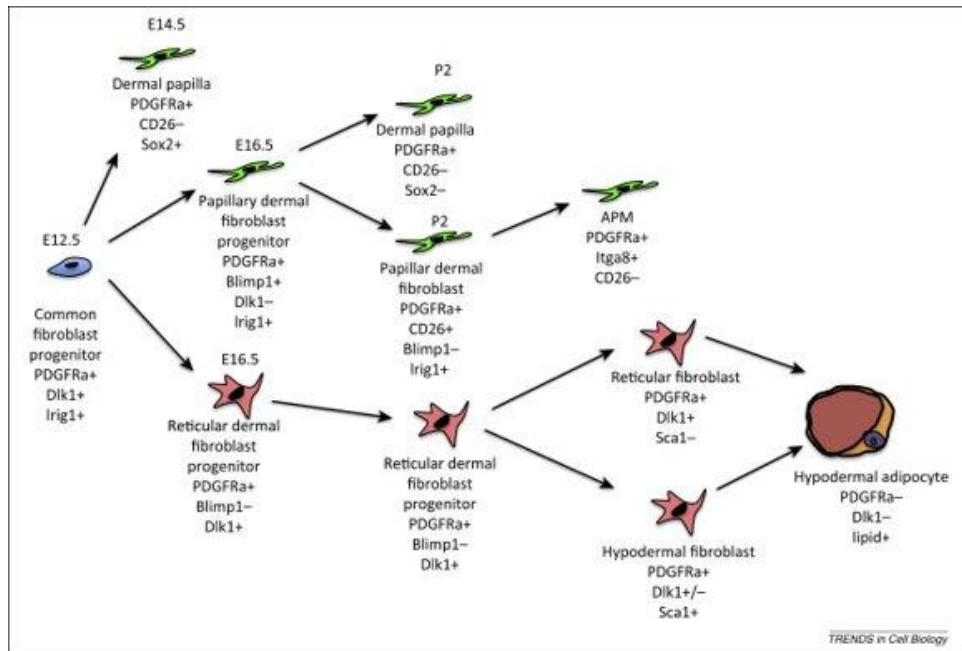 E14.5
Dermal papilla
PDGFRa+
CD26−
Sox2+
P2
Dermal papilla
PDGFRa+
CD26−
Sox2−
E16.5
Papillary dermal
fibroblast
progenitor
PDGFRa+
Blimp1+
Dlk1−
lrig1+
P2
Papillar dermal
fibroblast
PDGFRa+
CD26+
Blimp1−
lrig1+
APM
PDGFRa+
Itga8+
CD26−
E12.5
Common
fibroblast
progenitor
PDGFRa+
Dlk1+
lrig1+
E16.5
Reticular dermal
fibroblast
progenitor
PDGFRa+
Blimp1−
Dlk1+
Reticular dermal
fibroblast
progenitor
PDGFRa+
Blimp1−
Dlk1+
Reticular fibroblast
PDGFRa+
Dlk1+
Sca1−
Hypodermal fibroblast
PDGFRa+
Dlk1+/−
Sca1+
Hypodermal adipocyte
PDGFRa−
Dlk1−
lipid+
TRENDS in Cell Biology